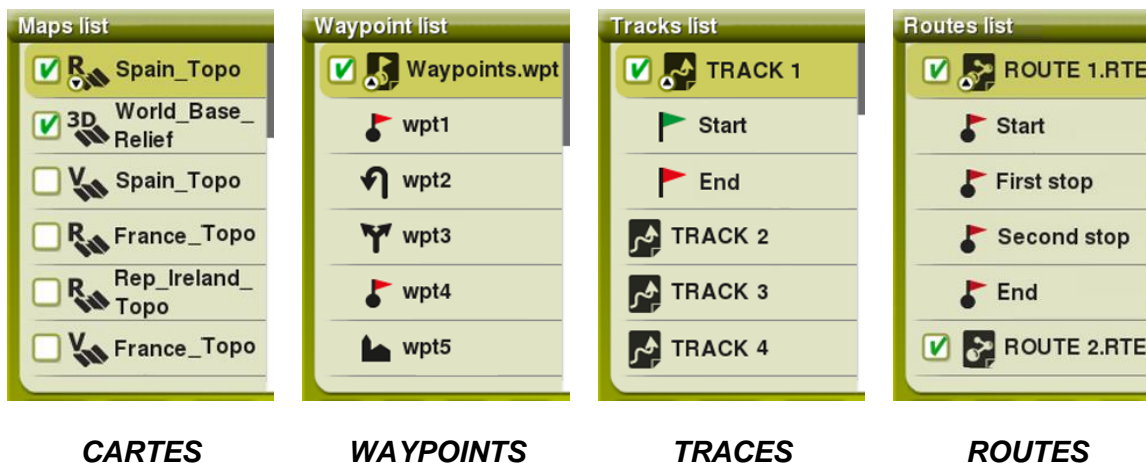 Maps list
Spain_Topo
3D World_Base_
Relief
V Spain_Topo
R France_Topo
R Rep_Ireland_
Topo
V France_Topo
CARTES
Waypoint list
Waypoints.wpt
wpt1
wpt2
wpt3
wpt4
wpt5
WAYPOINTS
Tracks list
TRACK 1
Start
End
TRACK 2
TRACK 3
TRACK 4
TRACES
Routes list
ROUTE 1.RTE
Start
First stop
Second stop
End
ROUTE 2.RTE
ROUTES